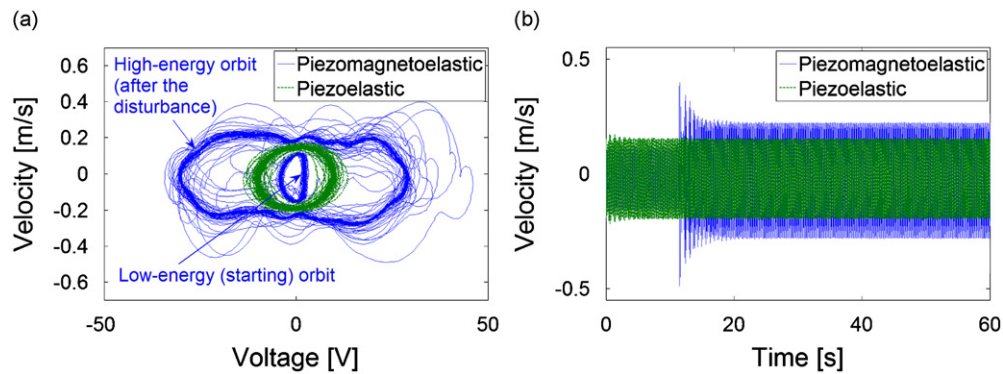 (a)
0.6
0.4
0.2
0
-0.2
-0.4
-0.6
Velocity [m/s]
-50
0
50
Voltage [V]
High-energy orbit
(after the
disturbance)
Piezomagnetoelastic
Piezoelastic
Low-energy (starting) orbit
(b)
0.5
0
-0.5
Velocity [m/s]
0
20
40
60
Time [s]
Piezomagnetoelastic
Piezoelastic